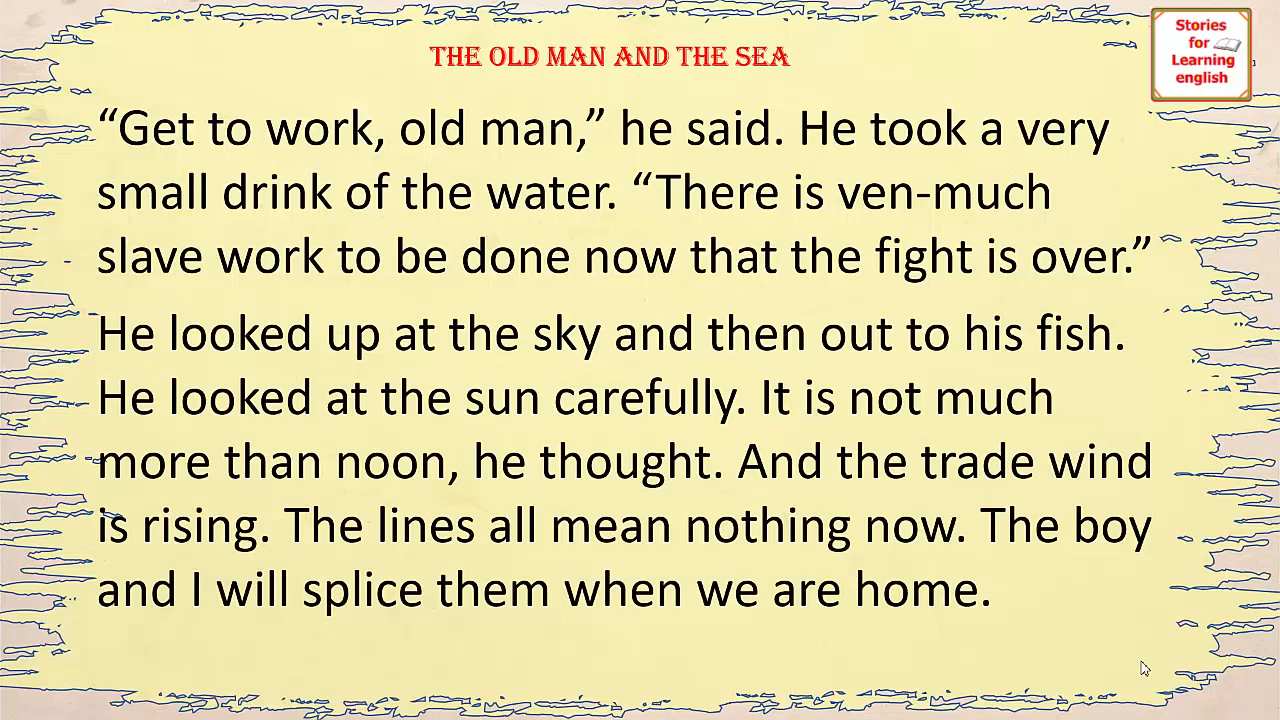 THE OLD MAN AND THE SEA
Stories
for
Learning
english
“Get to work, old man,” he said. He took a very
small drink of the water. “There is ven-much
slave work to be done now that the fight is over.”
He looked up at the sky and then out to his fish.
He looked at the sun carefully. It is not much
more than noon, he thought. And the trade wind
is rising. The lines all mean nothing now. The boy
and I will splice them when we are home.